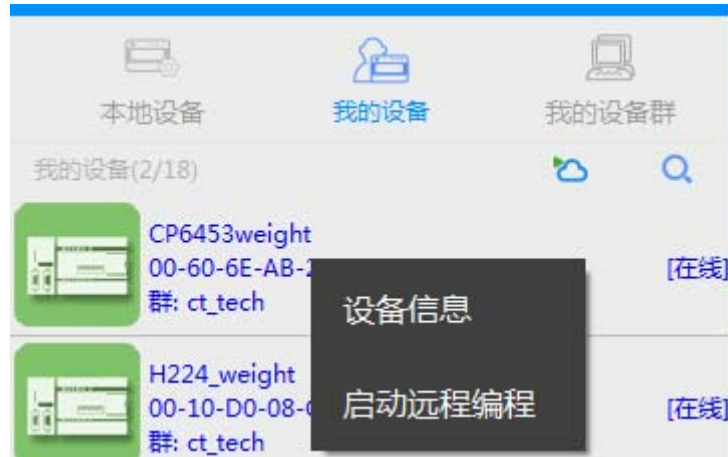 本地设备
我的设备
我的设备群
我的设备(2/18)
CP6453weight
00-60-6E-AB-
[在线]
群: ct_tech
设备信息
H224_weight
00-10-D0-08-
启动远程编程
[在线]
群: ct_tech